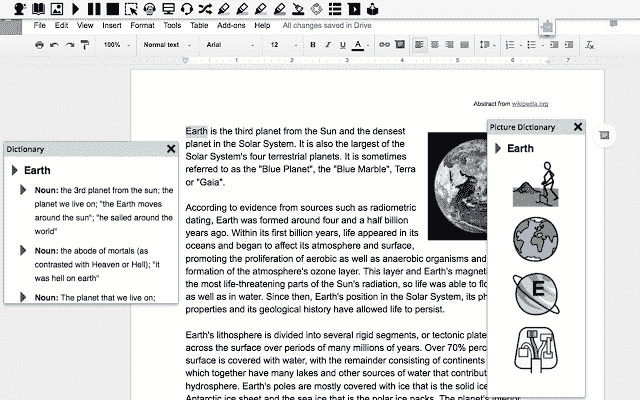 File Edit View Insert Format Tools Table Add-ons Help All changes saved in Drive
100% Normal text Arial 12 B I U A
1 2 3 4 5 6 7
Abstract from wikipedia.org
Earth is the third planet from the Sun and the densest
planet in the Solar System. It is also the largest of the
Solar System's four terrestrial planets. It is sometimes
referred to as the "Blue Planet", the "Blue Marble", Terra
or "Gaia".
According to evidence from sources such as radiometric
dating, Earth was formed around four and a half billion
years ago. Within its first billion years, life appeared in its
oceans and began to affect its atmosphere and surface,
promoting the proliferation of aerobic as well as anaerobic organisms and
formation of the atmosphere's ozone layer. This layer and Earth's magnet
the most life-threatening parts of the Sun's radiation, so life was able to flo
as well as in water. Since then, Earth's position in the Solar System, its ph
properties and its geological history have allowed life to persist.
Earth's lithosphere is divided into several rigid segments, or tectonic plate
across the surface over periods of many millions of years. Over 70% perc
surface is covered with water, with the remainder consisting of continents
which together have many lakes and other sources of water that contribut
hydrosphere. Earth's poles are mostly covered with ice that is the solid ice
Antarctic ice sheet and the sea ice that is the polar ice packs. The planet's interior
Dictionary
Earth
Noun: the 3rd planet from the sun; the
planet we live on; "the Earth moves
around the sun"; "he sailed around the
world"
Noun: the abode of mortals (as
contrasted with Heaven or Hell); "it
was hell on earth"
Noun: The planet that we live on;
Picture Dictionary
Earth
E